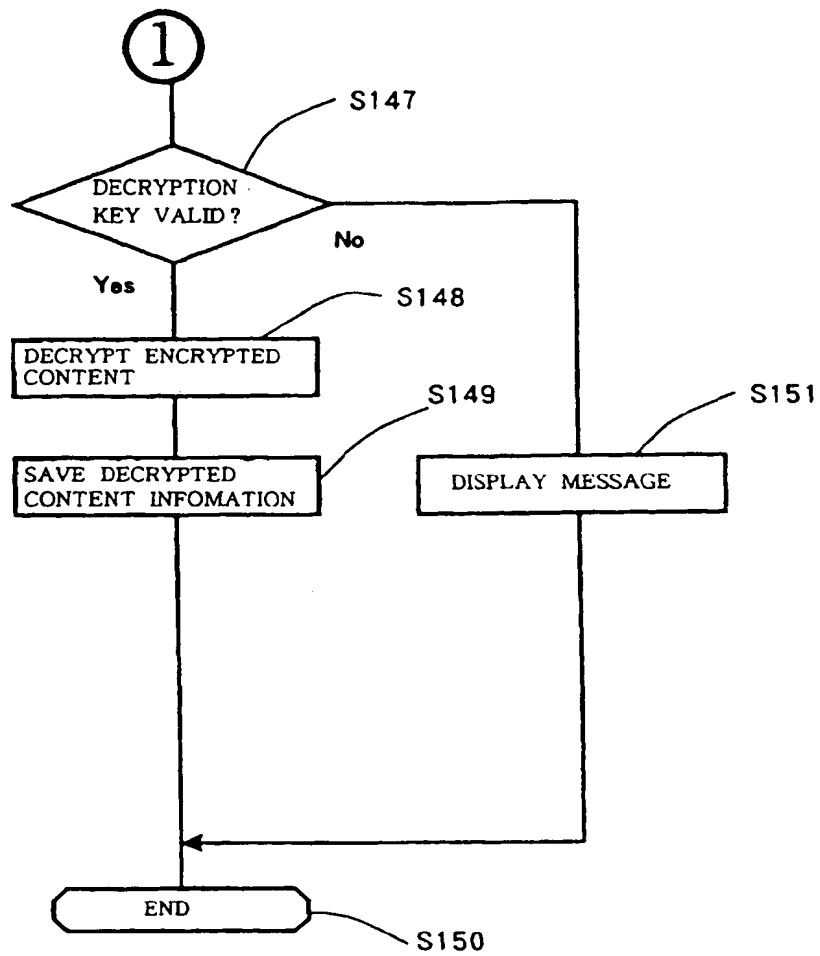 1
S147
DECRYPTION
KEY VALID?
No
Yes
S148
DECRYPT ENCRYPTED
CONTENT
S149
S151
SAVE DECRYPTED
CONTENT INFOMATION
DISPLAY MESSAGE
END
S150